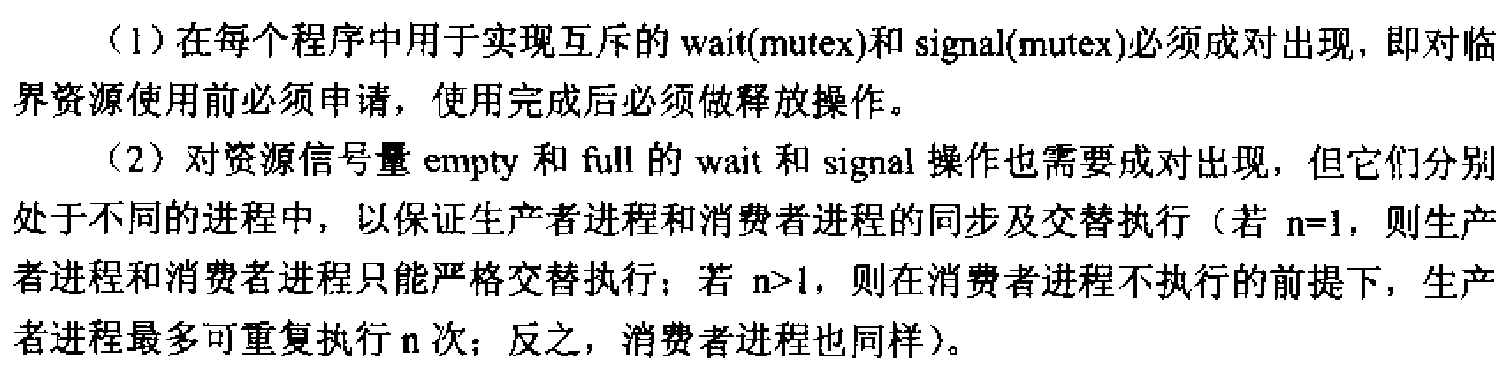 （1）在每个程序中用于实现互斥的 wait(mutex)和 signal(mutex)必须成对出现，即对临
界资源使用前必须申请，使用完成后必须做释放操作。
（2）对资源信号量 empty 和 full 的 wait 和 signal 操作也需要成对出现，但它们分别
处于不同的进程中，以保证生产者进程和消费者进程的同步及交替执行（若 n=1，则生产
者进程和消费者进程只能严格交替执行；若 n>1，则在消费者进程不执行的前提下，生产
者进程最多可重复执行 n 次；反之，消费者进程也同样）。